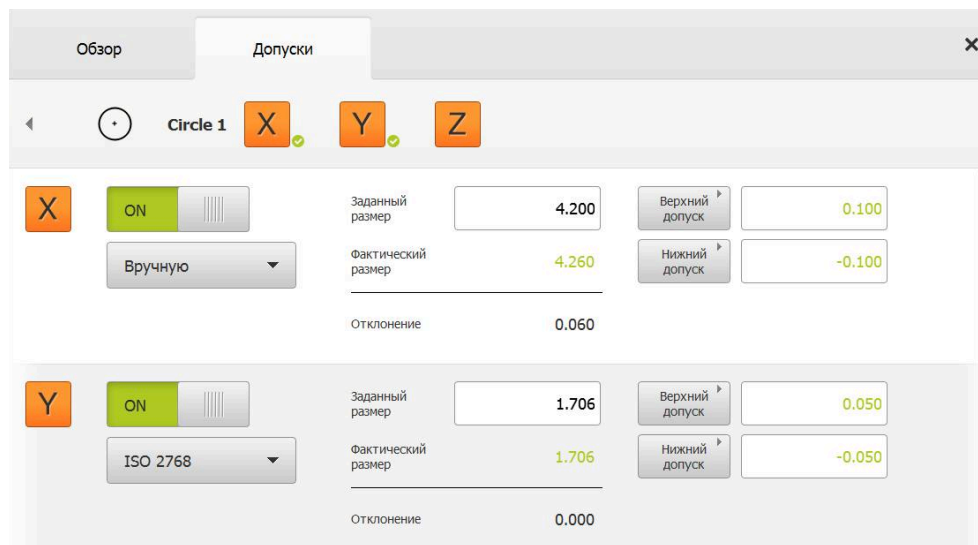 Обзор Допуски
Circle 1 X Y Z
X ON Заданный размер 4.200 Верхний допуск 0.100
Вручную Фактический размер 4.260 Нижний допуск -0.100
Отклонение 0.060
Y ON Заданный размер 1.706 Верхний допуск 0.050
ISO 2768 Фактический размер 1.706 Нижний допуск -0.050
Отклонение 0.000